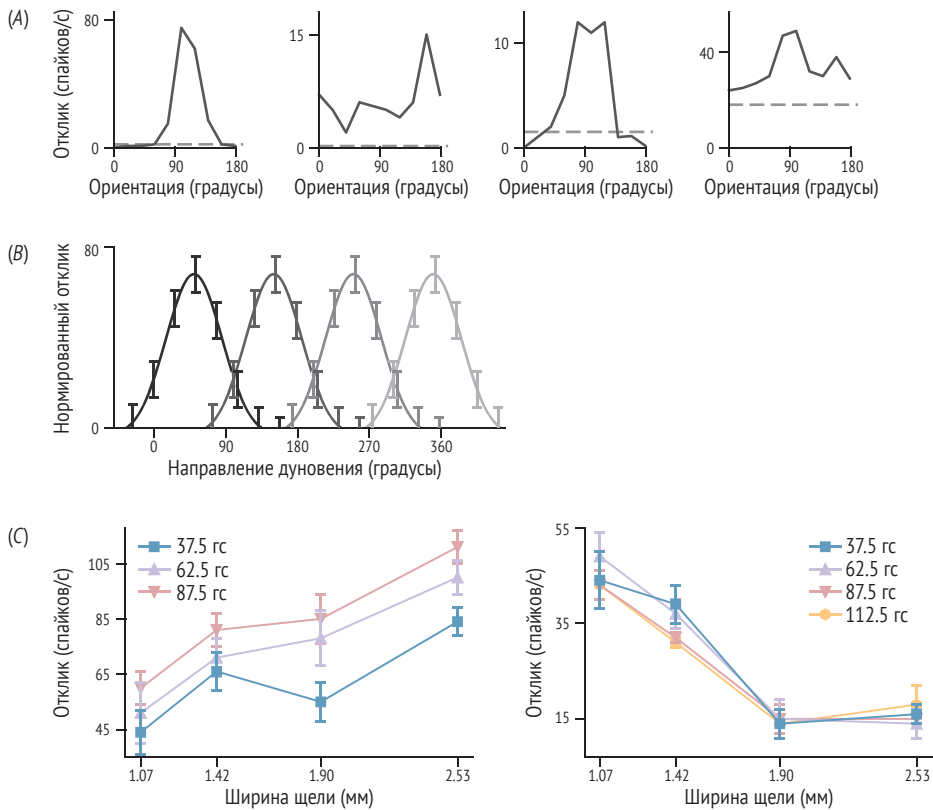 (A)
Отклик (спайков/с)
80
0
0 90 180
Ориентация (градусы)
15
0
0 90 180
Ориентация (градусы)
10
0
0 90 180
Ориентация (градусы)
40
0
0 90 180
Ориентация (градусы)
(B)
Нормированный отклик
80
0
0 90 180 270 360
Направление дуновения (градусы)
(C)
Отклик (спайков/с)
105
85
65
45
37.5 гс
62.5 гс
87.5 гс
1.07 1.42 1.90 2.53
Ширина щели (мм)
Отклик (спайков/с)
55
35
15
37.5 гс
62.5 гс
87.5 гс
112.5 гс
1.07 1.42 1.90 2.53
Ширина щели (мм)